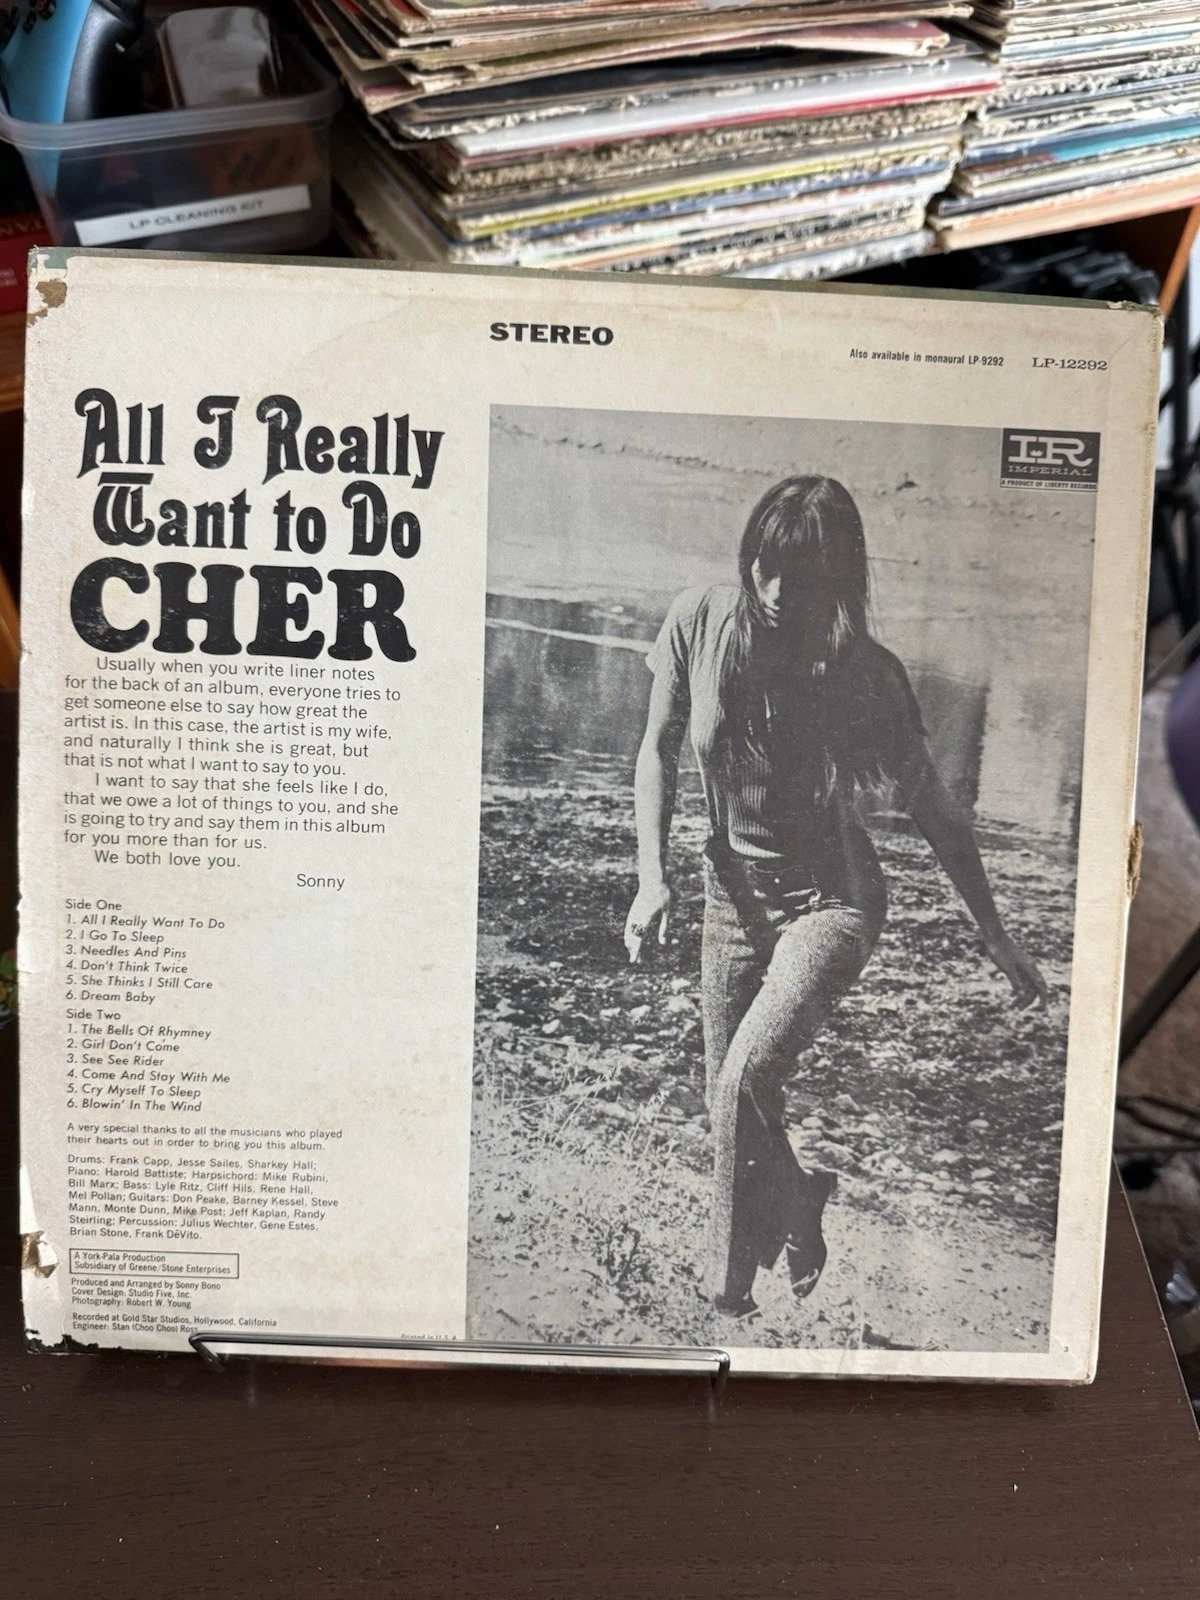 LP CLEANING KIT
STEREO
Also available in monaural LP-9292 LP-12292
All I Really
Want to Do
CHER
IR
IMPERIAL
A PRODUCT OF LIBERTY RECORDS
Usually when you write liner notes
for the back of an album, everyone tries to
get someone else to say how great the
artist is. In this case, the artist is my wife,
and naturally I think she is great, but
that is not what I want to say to you.
I want to say that she feels like I do,
that we owe a lot of things to you, and she
is going to try and say them in this album
for you more than for us.
We both love you.
Sonny
Side One
1. All I Really Want To Do
2. I Go To Sleep
3. Needles And Pins
4. Don't Think Twice
5. She Thinks I Still Care
6. Dream Baby
Side Two
1. The Bells Of Rhymney
2. Girl Don't Come
3. See See Rider
4. Come And Stay With Me
5. Cry Myself To Sleep
6. Blowin' In The Wind
A very special thanks to all the musicians who played
their hearts out in order to bring you this album.
Drums: Frank Capp, Jesse Sailes, Sharkey Hall;
Piano: Harold Battiste; Harpsichord: Mike Rubini,
Bill Marx; Bass: Lyle Ritz, Cliff Hils, Rene Hall,
Mel Pollan; Guitars: Don Peake, Barney Kessel, Steve
Mann, Monte Dunn, Mike Post; Jeff Kaplan, Randy
Steirling; Percussion: Julius Wechter, Gene Estes,
Brian Stone, Frank DeVito.
A York-Pala Production
Subsidiary of Greene/Stone Enterprises
Produced and Arranged by Sonny Bono
Cover Design: Studio Five, Inc.
Photography: Robert W. Young
Recorded at Gold Star Studios, Hollywood, California
Engineer: Stan (Choo Choo) Ross
Printed in U.S.A.